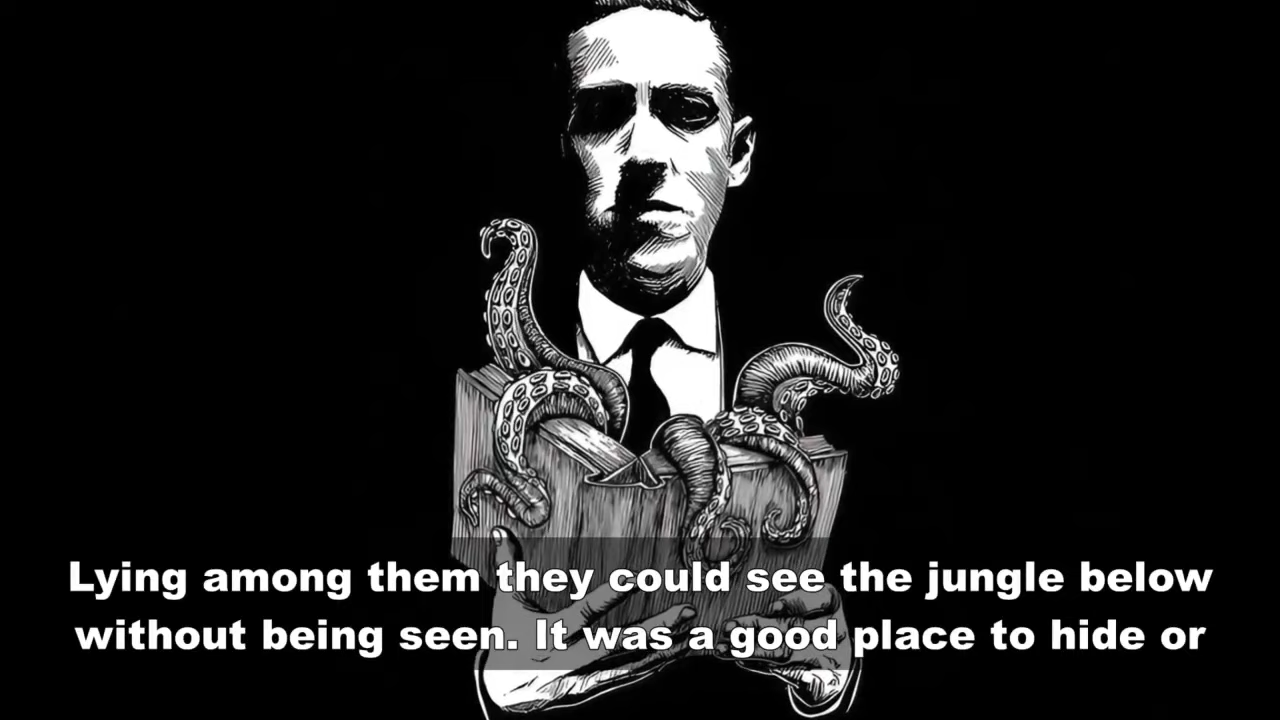 Lying among them they could see the jungle below
without being seen. It was a good place to hide or